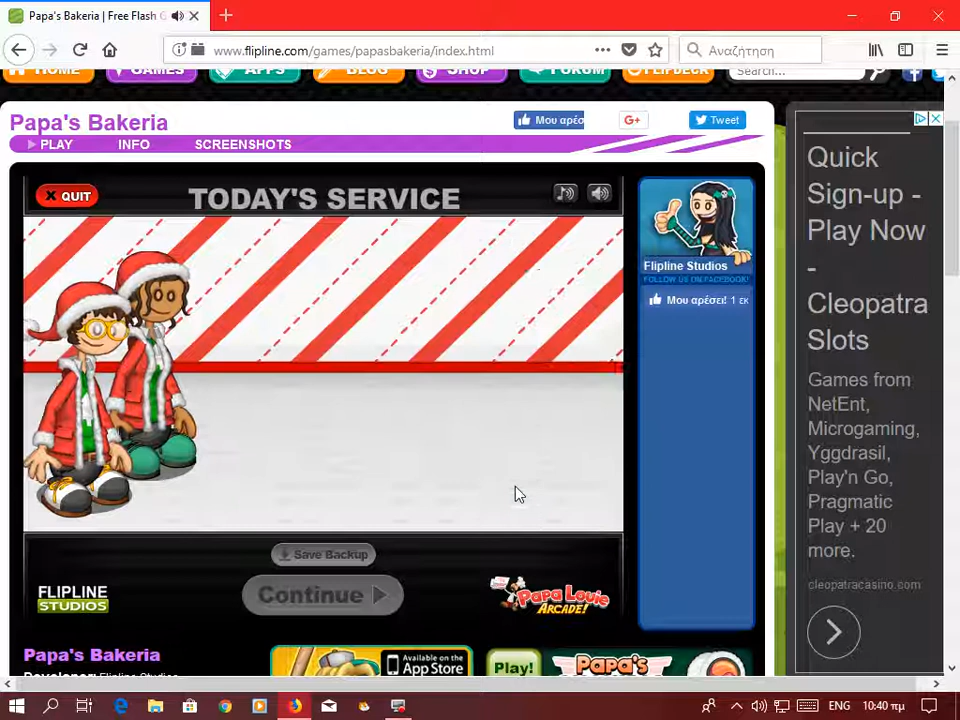 Papa's Bakeria | Free Flash G
www.flipline.com/games/papasbakeria/index.html
Αναζήτηση
HOME
GAMES
APPS
BLOG
SHOP
FORUM
FLIPDECK
Search...
Papa's Bakeria
Μου αρέσ
G+
Tweet
PLAY
INFO
SCREENSHOTS
QUIT
TODAY'S SERVICE
Flipline Studios
FOLLOW US ON FACEBOOK!
Μου αρέσει! 1 εκ
Save Backup
Continue
FLIPLINE
STUDIOS
Papa Louie
ARCADE!
Quick
Sign-up -
Play Now
-
Cleopatra
Slots
Games from
NetEnt,
Microgaming,
Yggdrasil,
Play'n Go,
Pragmatic
Play + 20
more.
cleopatracasino.com
Papa's Bakeria
Developer: Flipline Studios
Available on the
App Store
Play!
PAPA'S
ENG
10:40 πμ